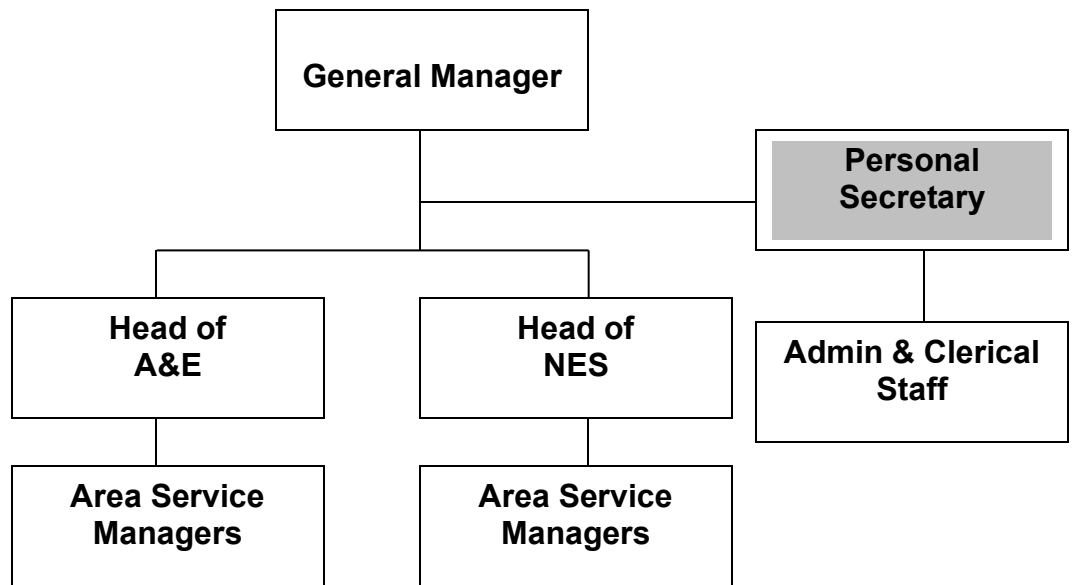 General Manager
Personal
Secretary
Head of
A&E
Head of
NES
Admin & Clerical
Staff
Area Service
Managers
Area Service
Managers